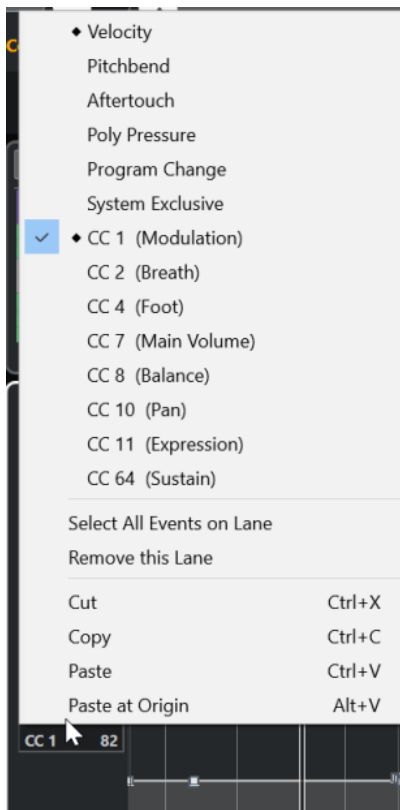 ◆ Velocity
Pitchbend
Aftertouch
Poly Pressure
Program Change
System Exclusive
✓ ◆ CC 1 (Modulation)
CC 2 (Breath)
CC 4 (Foot)
CC 7 (Main Volume)
CC 8 (Balance)
CC 10 (Pan)
CC 11 (Expression)
CC 64 (Sustain)
Select All Events on Lane
Remove this Lane
Cut Ctrl+X
Copy Ctrl+C
Paste Ctrl+V
Paste at Origin Alt+V
CC 1 82